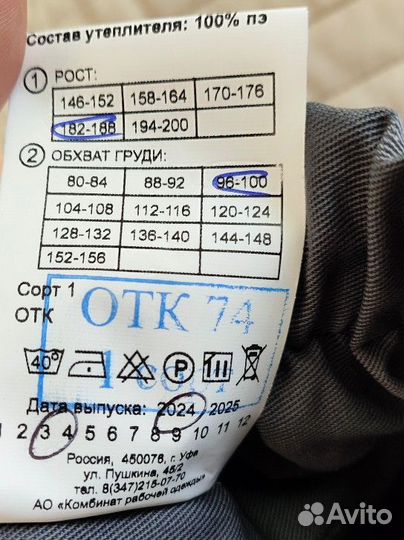 Состав утеплителя: 100% пэ
1 РОСТ:
146-152 158-164 170-176
182-188 194-200
2 ОБХВАТ ГРУДИ:
80-84 88-92 96-100
104-108 112-116 120-124
128-132 136-140 144-148
152-156
Сорт 1
ОТК
ОТК 74
1 сорт
40° P
Дата выпуска: 2024 2025
1 2 3 4 5 6 7 8 9 10 11 12
Россия, 450076, г. Уфа
ул. Пушкина, 45/2
тел. 8(347)215-07-70
АО «Комбинат рабочей одежды»
Avito